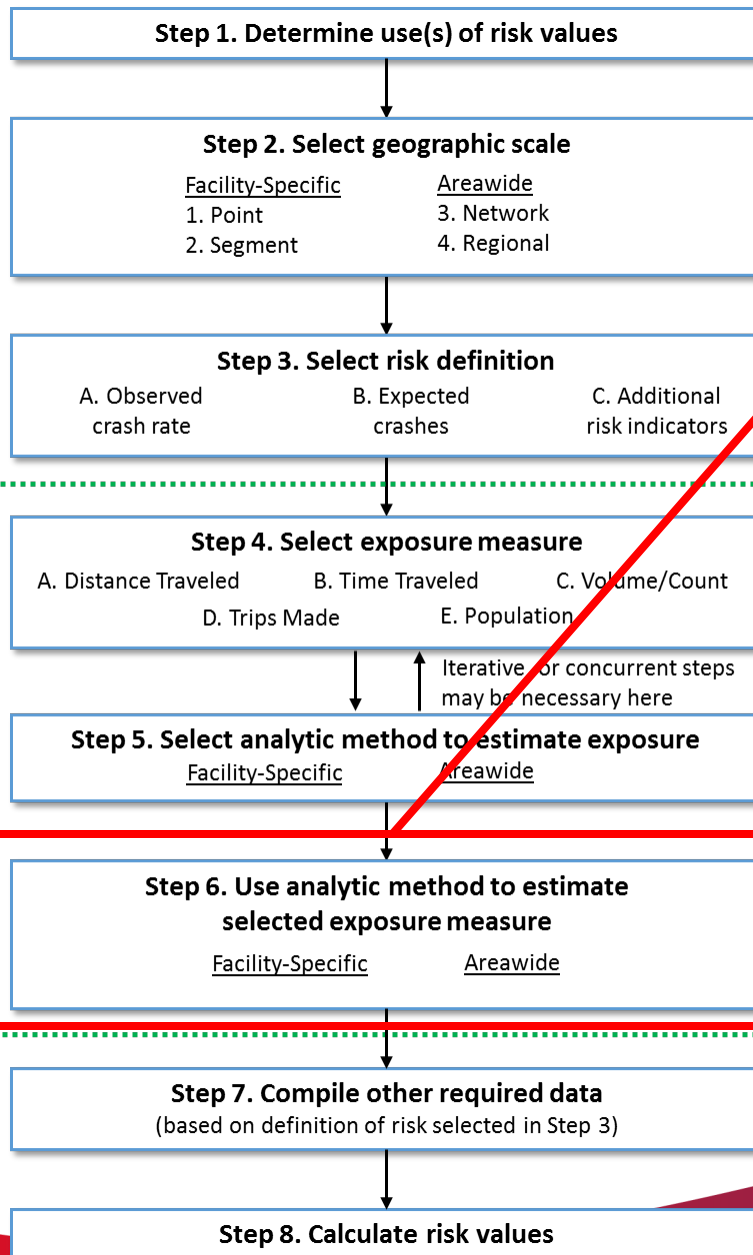 Step 1. Determine use(s) of risk values
Step 2. Select geographic scale
Facility-Specific
1. Point
2. Segment
Areawide
3. Network
4. Regional
Step 3. Select risk definition
A. Observed
crash rate
B. Expected
crashes
C. Additional
risk indicators
Step 4. Select exposure measure
A. Distance Traveled B. Time Traveled C. Volume/Count
D. Trips Made E. Population
Iterative or concurrent steps
may be necessary here
Step 5. Select analytic method to estimate exposure
Facility-Specific Areawide
Step 6. Use analytic method to estimate
selected exposure measure
Facility-Specific Areawide
Step 7. Compile other required data
(based on definition of risk selected in Step 3)
Step 8. Calculate risk values